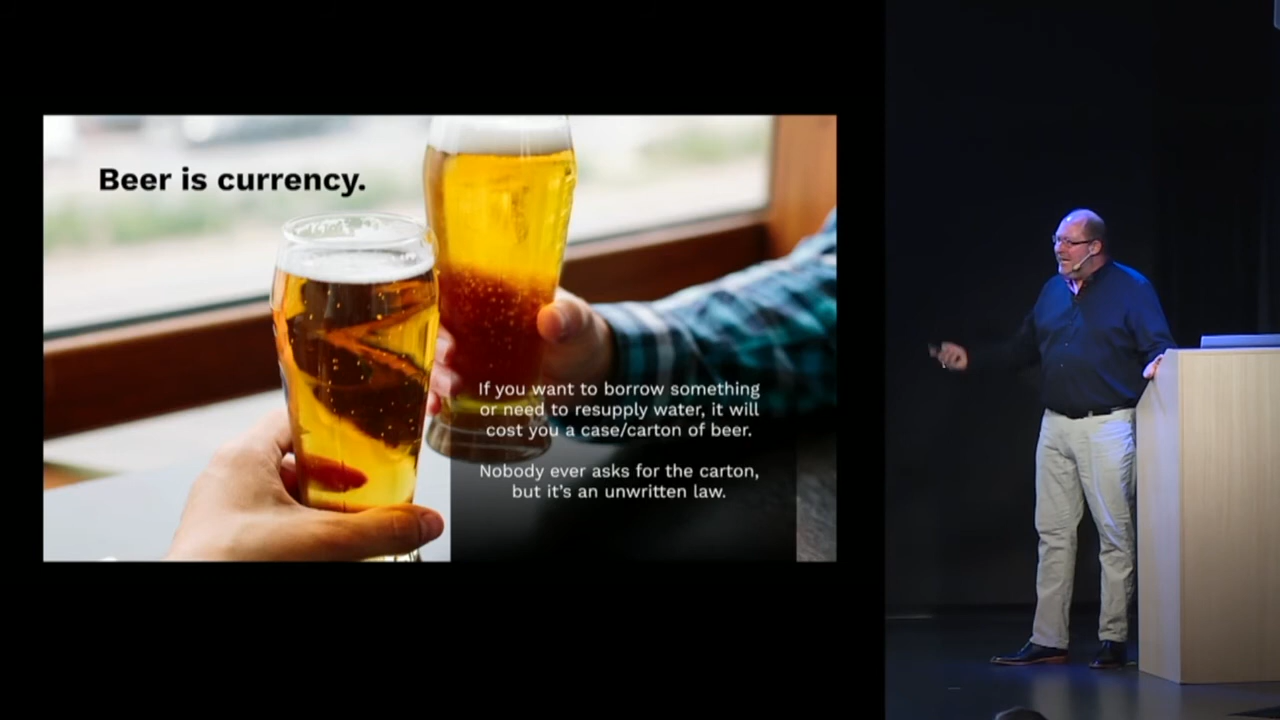 Beer is currency.
If you want to borrow something
or need to resupply water, it will
cost you a case/carton of beer.
Nobody ever asks for the carton,
but it's an unwritten law.